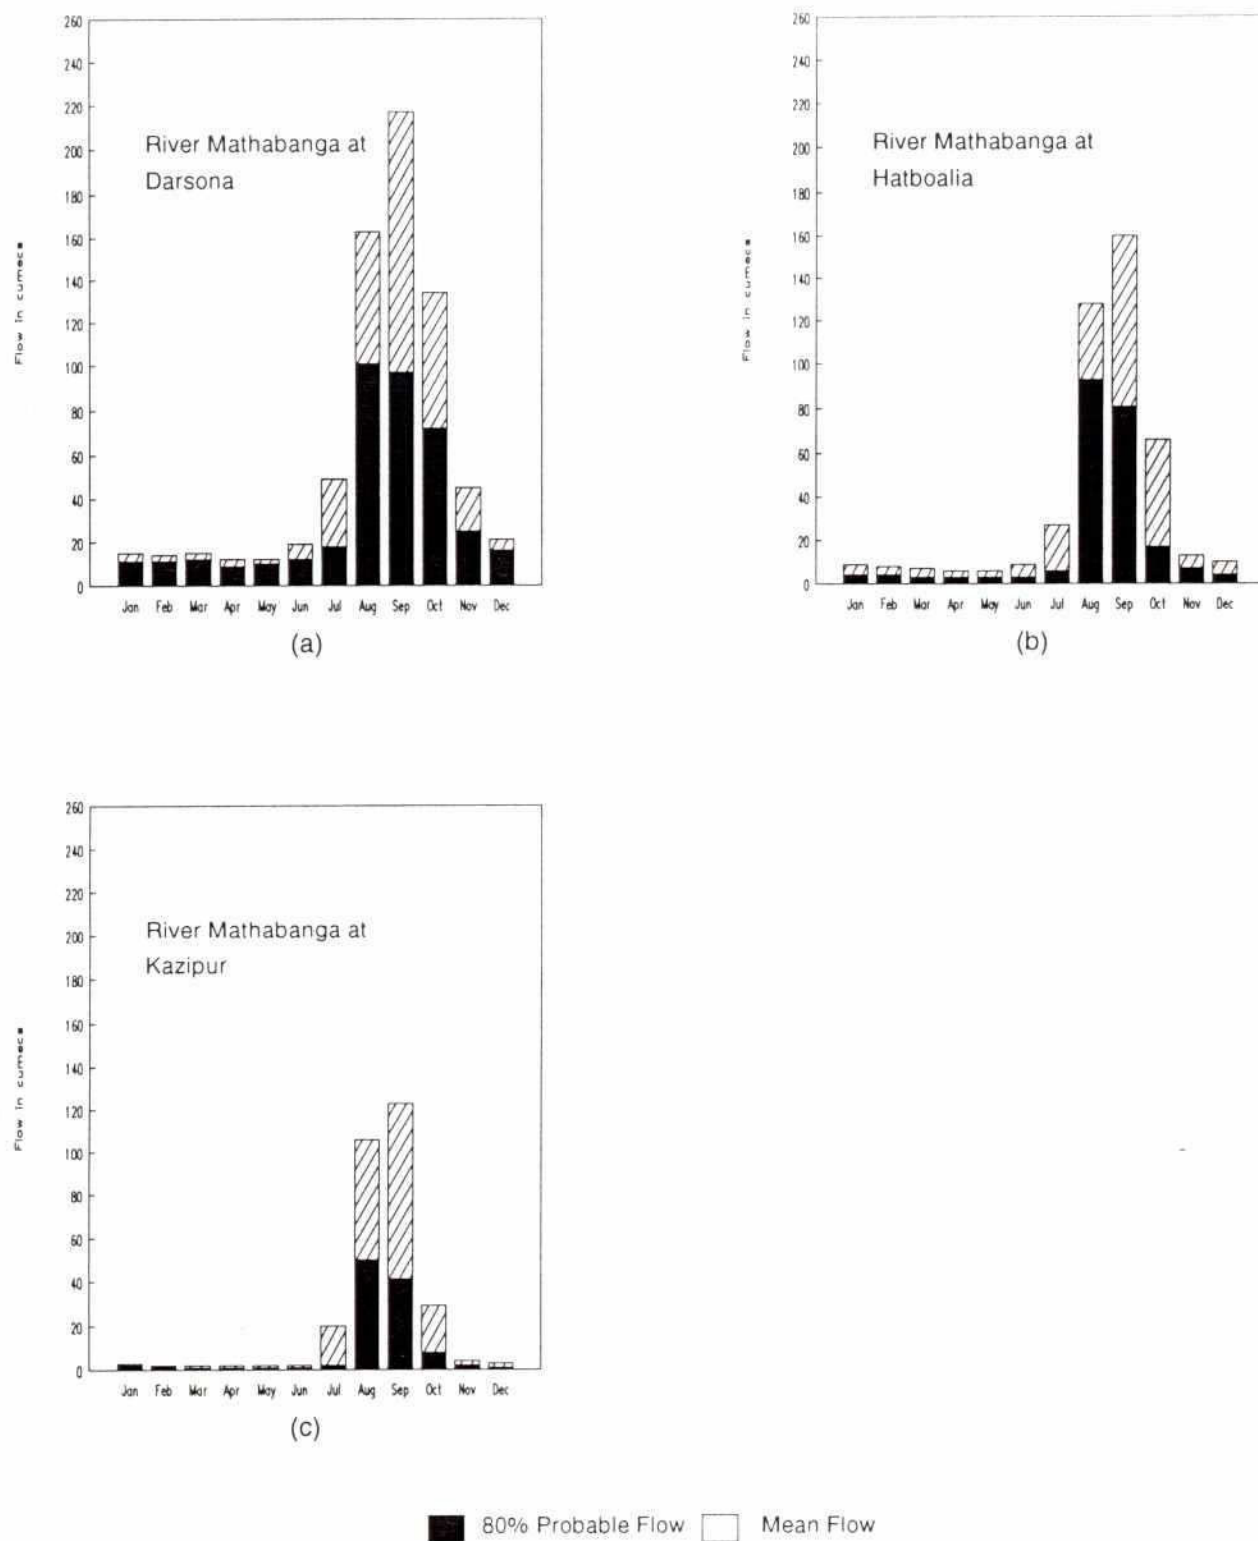 260
240
220
200
180
160
140
120
100
80
60
40
20
0
Flow in cumecs
River Mathabanga at
Darsona
Jan Feb Mar Apr May Jun Jul Aug Sep Oct Nov Dec
(a)
260
240
220
200
180
160
140
120
100
80
60
40
20
0
Flow in cumecs
River Mathabanga at
Hatboalia
Jan Feb Mar Apr May Jun Jul Aug Sep Oct Nov Dec
(b)
260
240
220
200
180
160
140
120
100
80
60
40
20
0
Flow in cumecs
River Mathabanga at
Kazipur
Jan Feb Mar Apr May Jun Jul Aug Sep Oct Nov Dec
(c)
80% Probable Flow Mean Flow